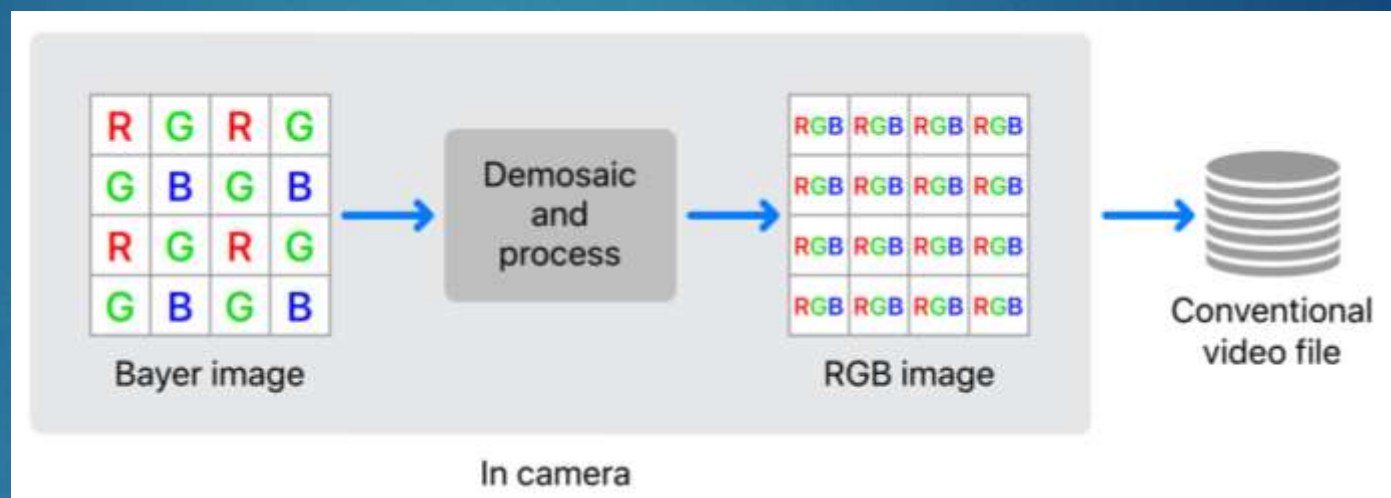 R G R G
G B G B
R G R G
G B G B
Bayer image
Demosaic
and
process
RGB RGB RGB RGB
RGB RGB RGB RGB
RGB RGB RGB RGB
RGB RGB RGB RGB
RGB image
Conventional
video file
In camera